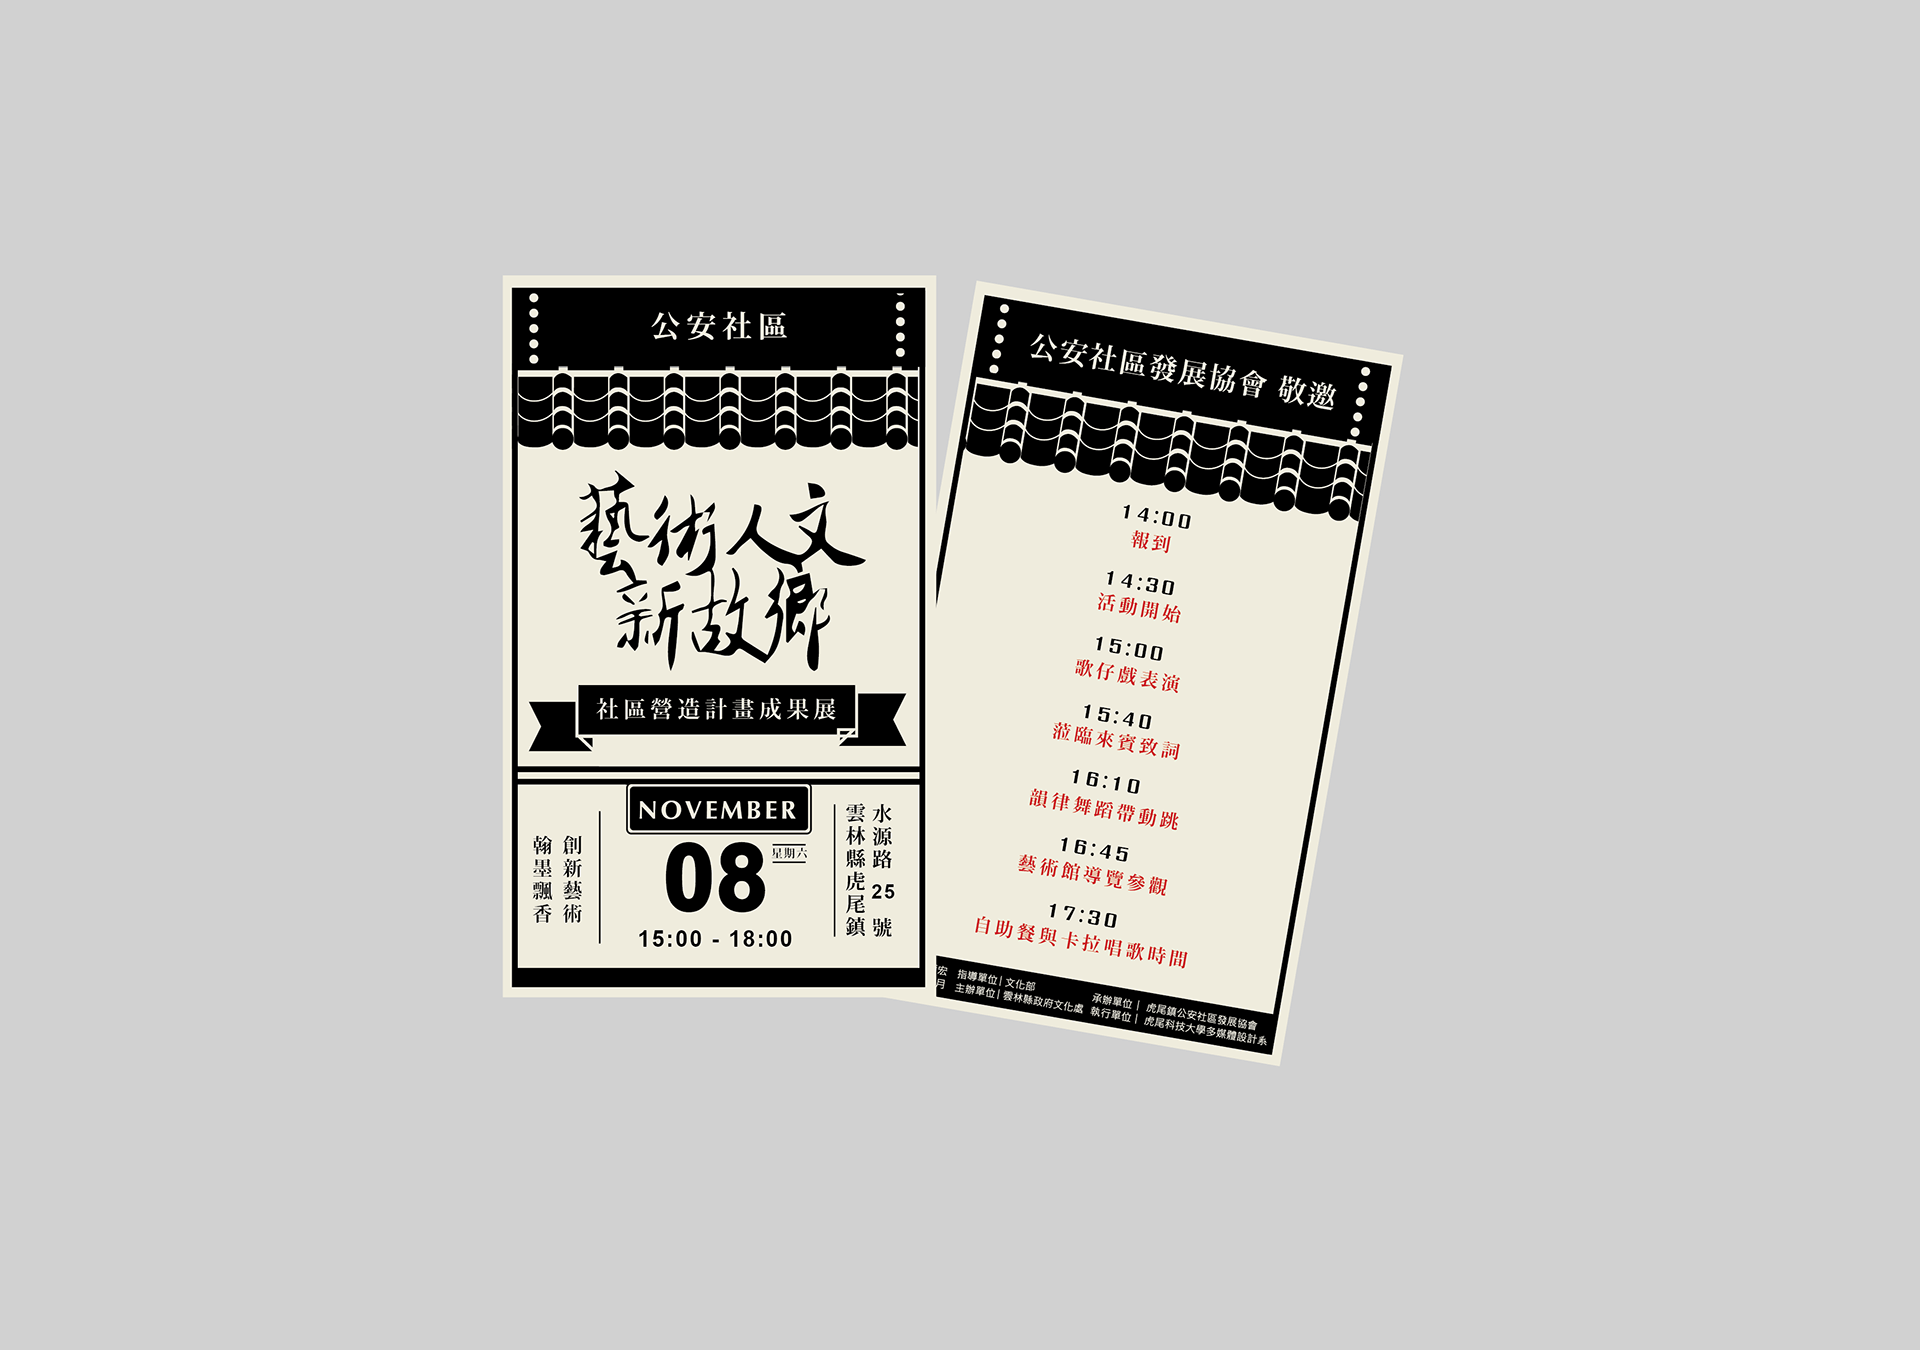 公安社區
藝術人文
新故鄉
社區營造計畫成果展
創新藝術
翰墨飄香
NOVEMBER
08
星期六
15:00 - 18:00
水源路 25 號
雲林縣虎尾鎮
公安社區發展協會 敬邀
14:00
報到
14:30
活動開始
15:00
歌仔戲表演
15:40
蒞臨來賓致詞
16:10
韻律舞蹈帶動跳
16:45
藝術館導覽參觀
17:30
自助餐與卡拉唱歌時間
宏 指導單位| 文化部
月 主辦單位| 雲林縣政府文化處
承辦單位| 虎尾鎮公安社區發展協會
執行單位| 虎尾科技大學多媒體設計系